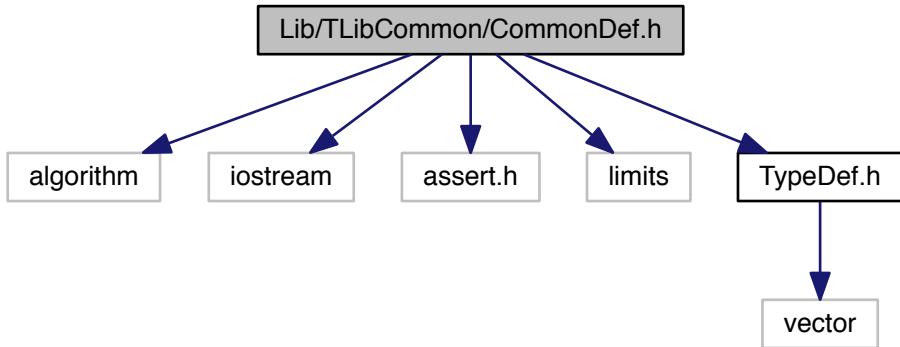 Lib/TLibCommon/CommonDef.h
algorithm
iostream
assert.h
limits
TypeDef.h
vector